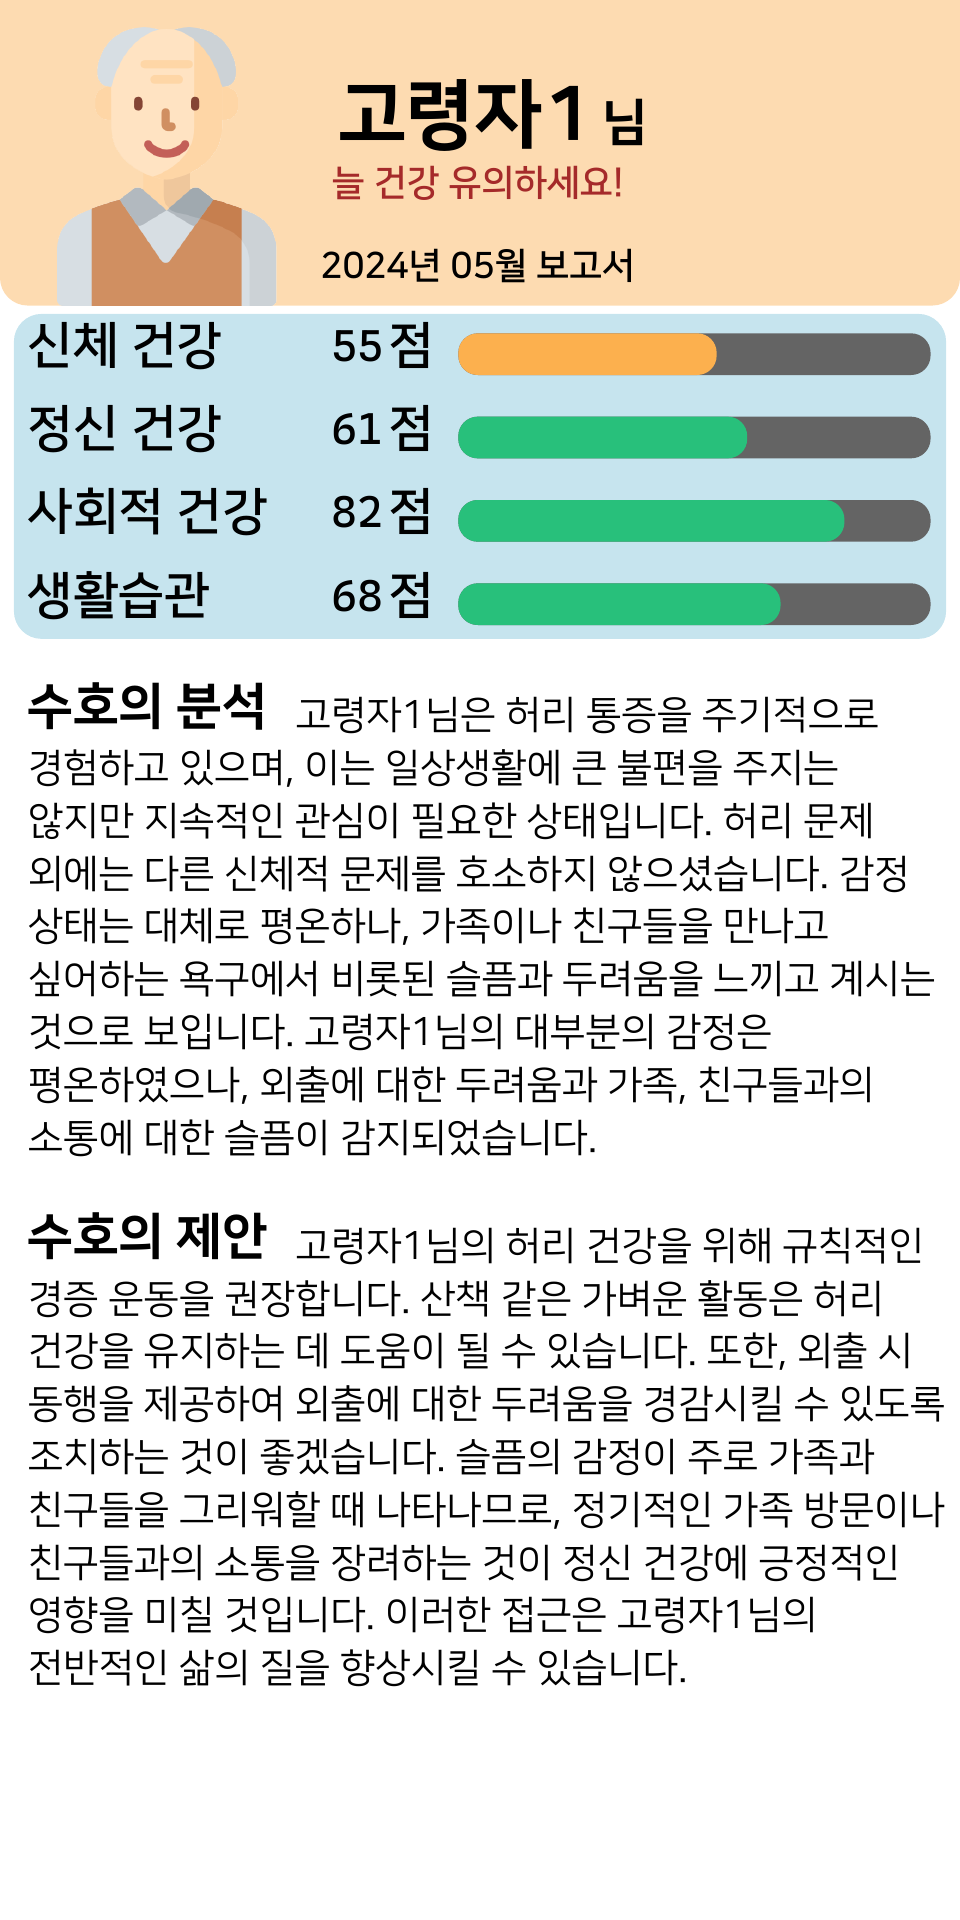 고령자1 님
늘 건강 유의하세요!
2024년 05월 보고서
신체 건강 55 점
정신 건강 61 점
사회적 건강 82 점
생활습관 68 점
수호의 분석 고령자1님은 허리 통증을 주기적으로
경험하고 있으며, 이는 일상생활에 큰 불편을 주지는
않지만 지속적인 관심이 필요한 상태입니다. 허리 문제
외에는 다른 신체적 문제를 호소하지 않으셨습니다. 감정
상태는 대체로 평온하나, 가족이나 친구들을 만나고
싶어하는 욕구에서 비롯된 슬픔과 두려움을 느끼고 계시는
것으로 보입니다. 고령자1님의 대부분의 감정은
평온하였으나, 외출에 대한 두려움과 가족, 친구들과의
소통에 대한 슬픔이 감지되었습니다.
수호의 제안 고령자1님의 허리 건강을 위해 규칙적인
경증 운동을 권장합니다. 산책 같은 가벼운 활동은 허리
건강을 유지하는 데 도움이 될 수 있습니다. 또한, 외출 시
동행을 제공하여 외출에 대한 두려움을 경감시킬 수 있도록
조치하는 것이 좋겠습니다. 슬픔의 감정이 주로 가족과
친구들을 그리워할 때 나타나므로, 정기적인 가족 방문이나
친구들과의 소통을 장려하는 것이 정신 건강에 긍정적인
영향을 미칠 것입니다. 이러한 접근은 고령자1님의
전반적인 삶의 질을 향상시킬 수 있습니다.